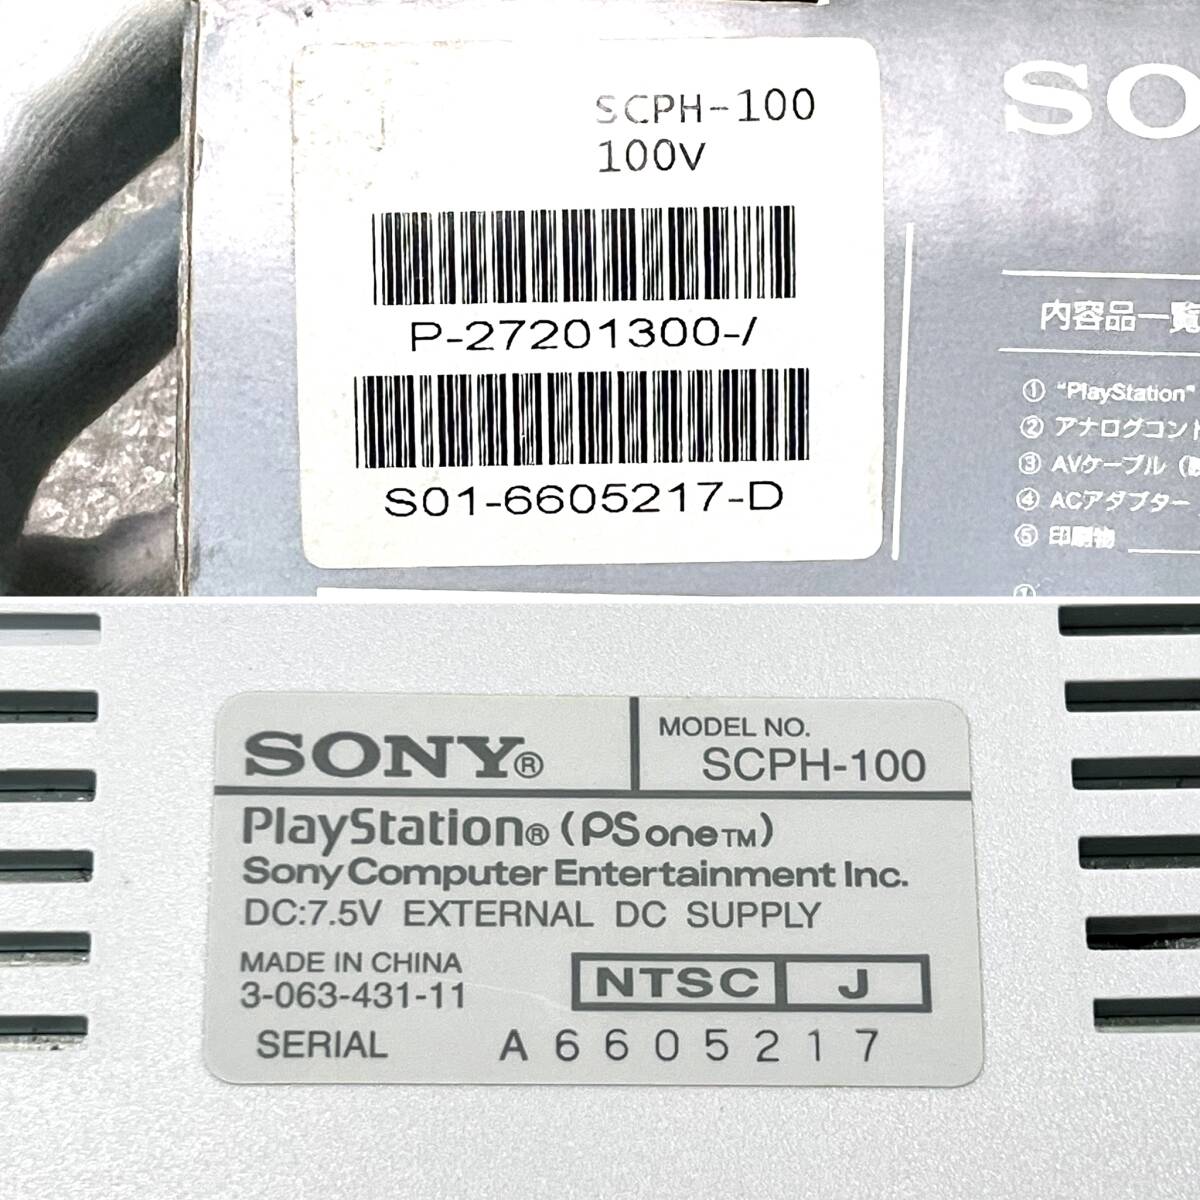 SCPH-100
100V
P-27201300-/
S01-6605217-D
SO
内容品一覧
① "PlayStation"
② アナログコント
③ AVケーブル（
④ ACアダプター
⑤ 印刷物
SONY®
MODEL NO.
SCPH-100
PlayStation® (PSone™)
Sony Computer Entertainment Inc.
DC:7.5V EXTERNAL DC SUPPLY
MADE IN CHINA
3-063-431-11
NTSC J
SERIAL A6605217